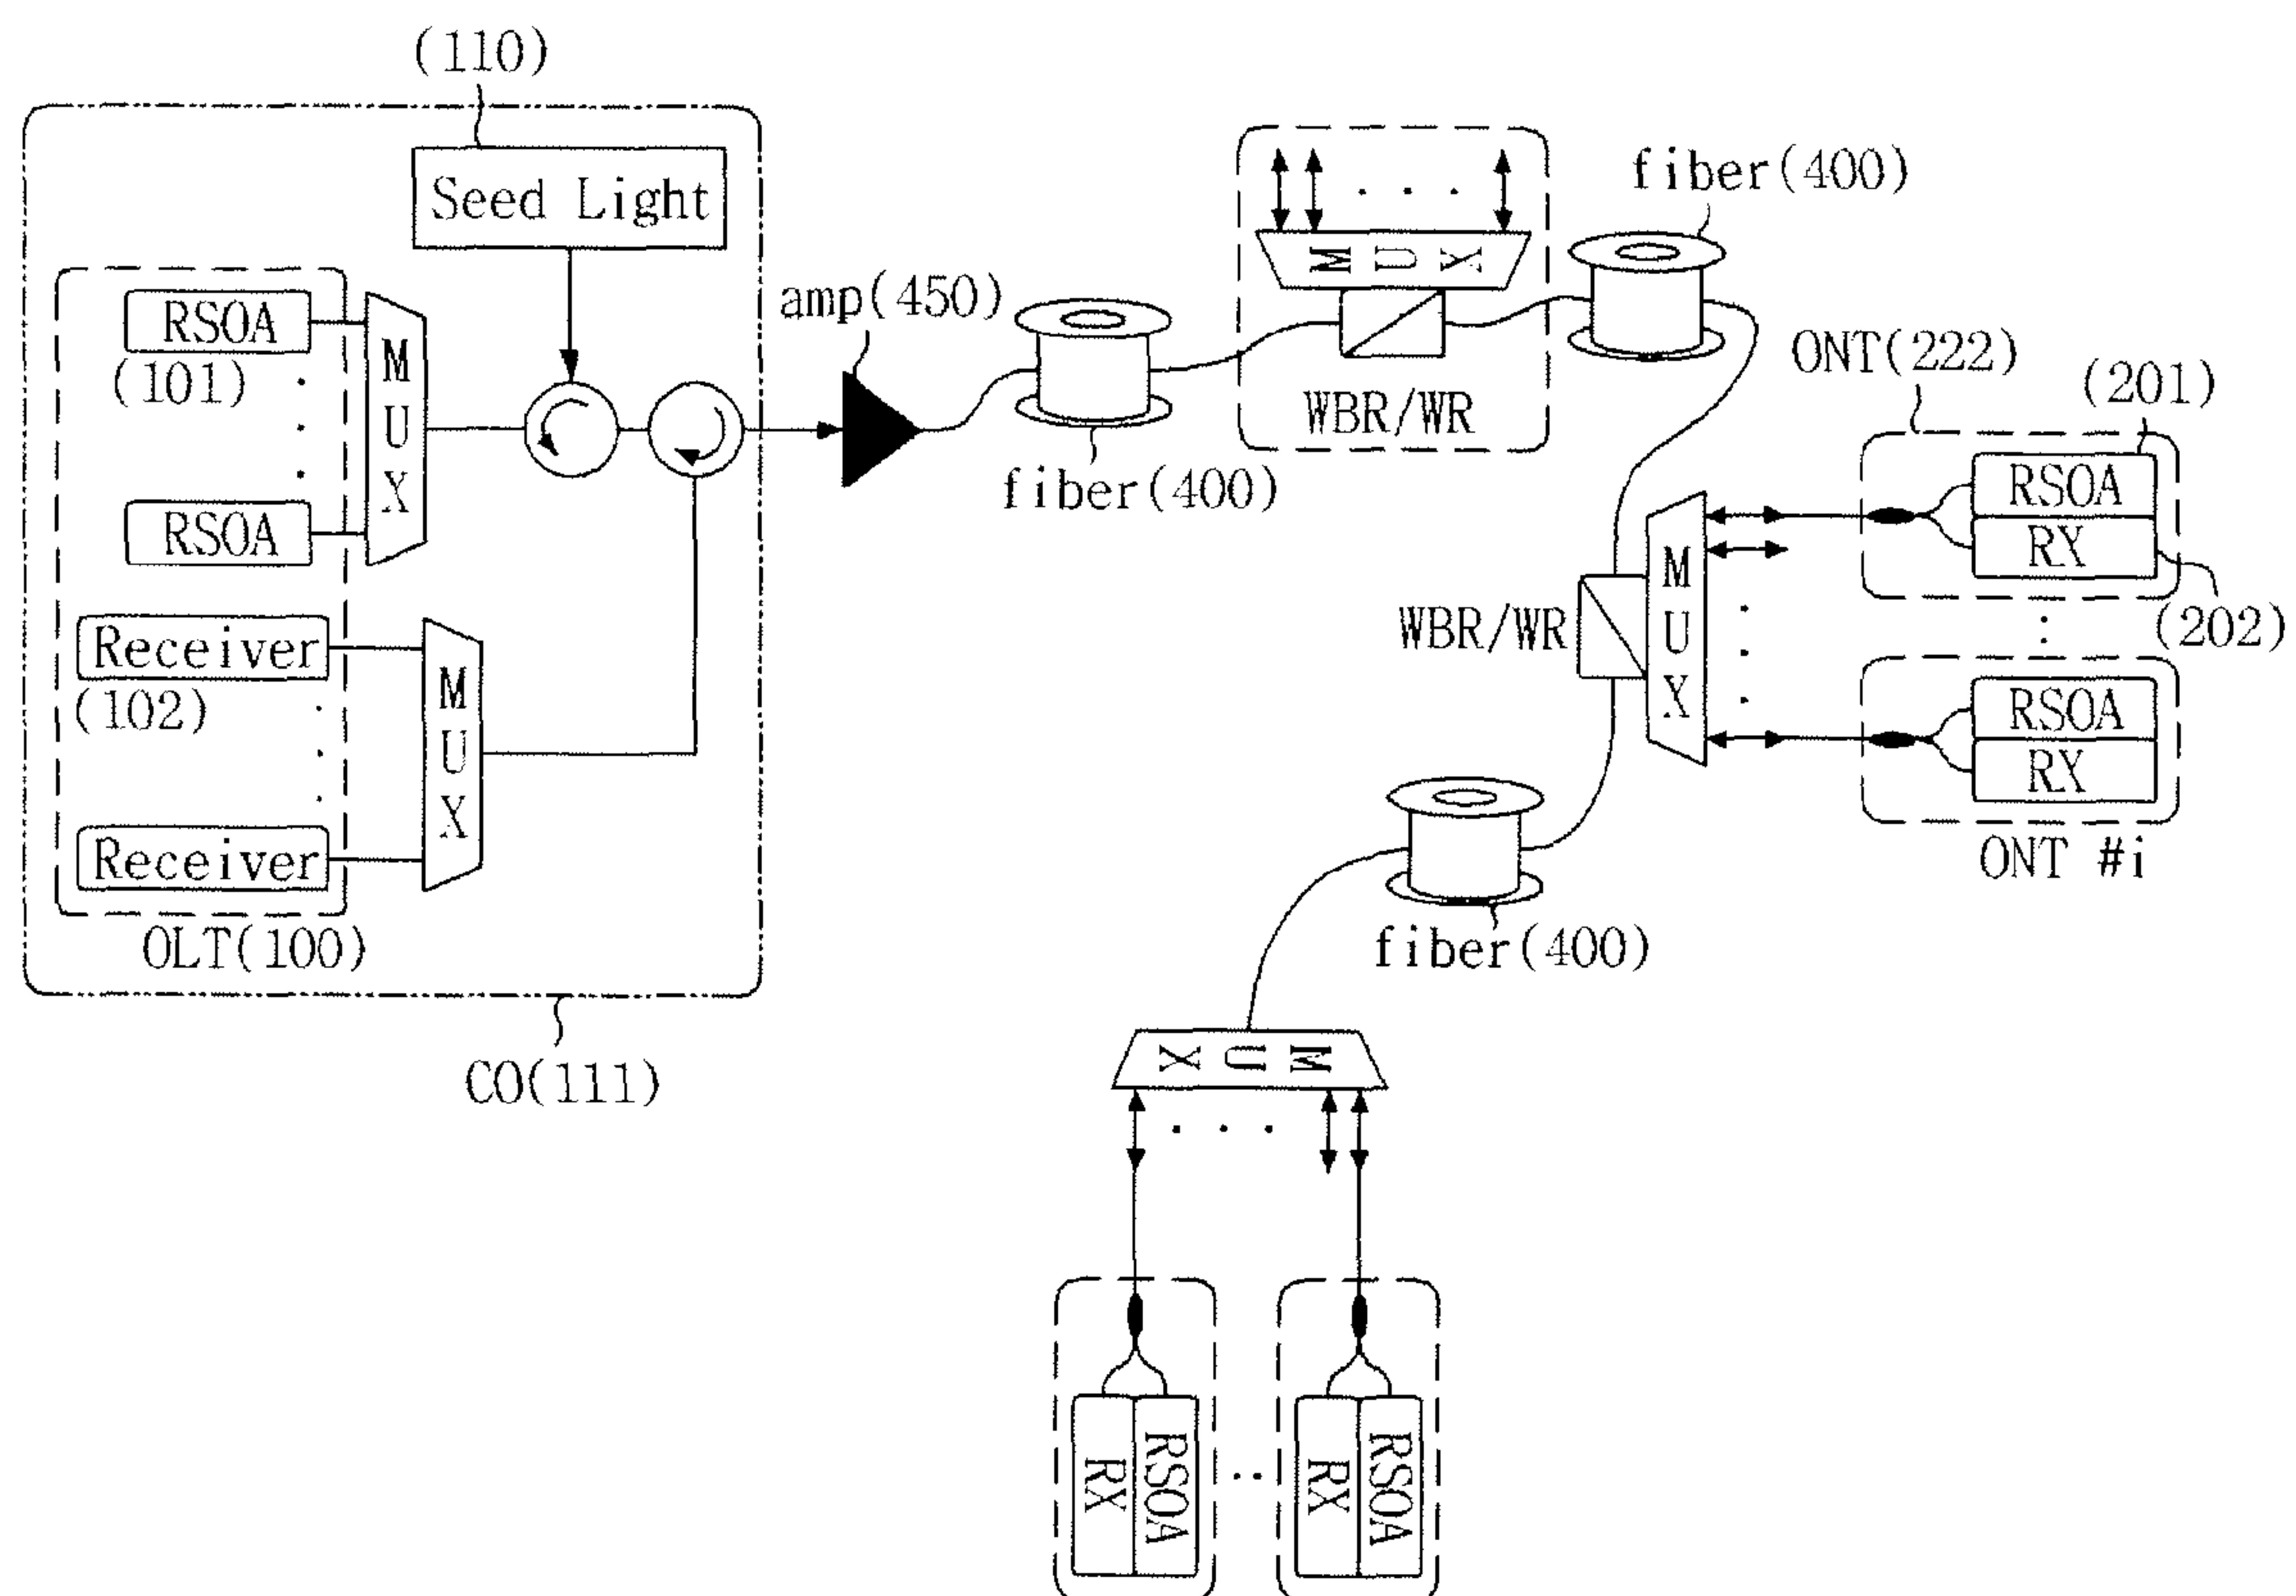 (110)
Seed Light
RSOA
(101)
RSOA
MUX
Receiver
(102)
Receiver
MUX
OLT(100)
CO(111)
amp(450)
fiber(400)
MUX
WBR/WR
fiber(400)
ONT(222)
(201)
RSOA
RX
(202)
MUX
WBR/WR
RSOA
RX
ONT #i
fiber(400)
MUX
RX
RSOA
RX
RSOA